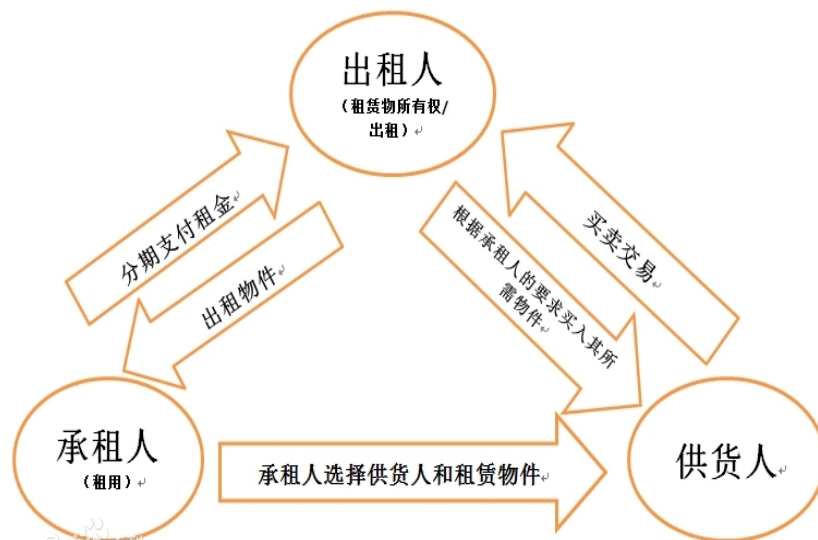 出租人
（租赁物所有权/
出租）
分期支付租金
出租物件
根据承租人的要求买入其所
需物件
买卖交易
承租人
（租用）
承租人选择供货人和租赁物件
供货人